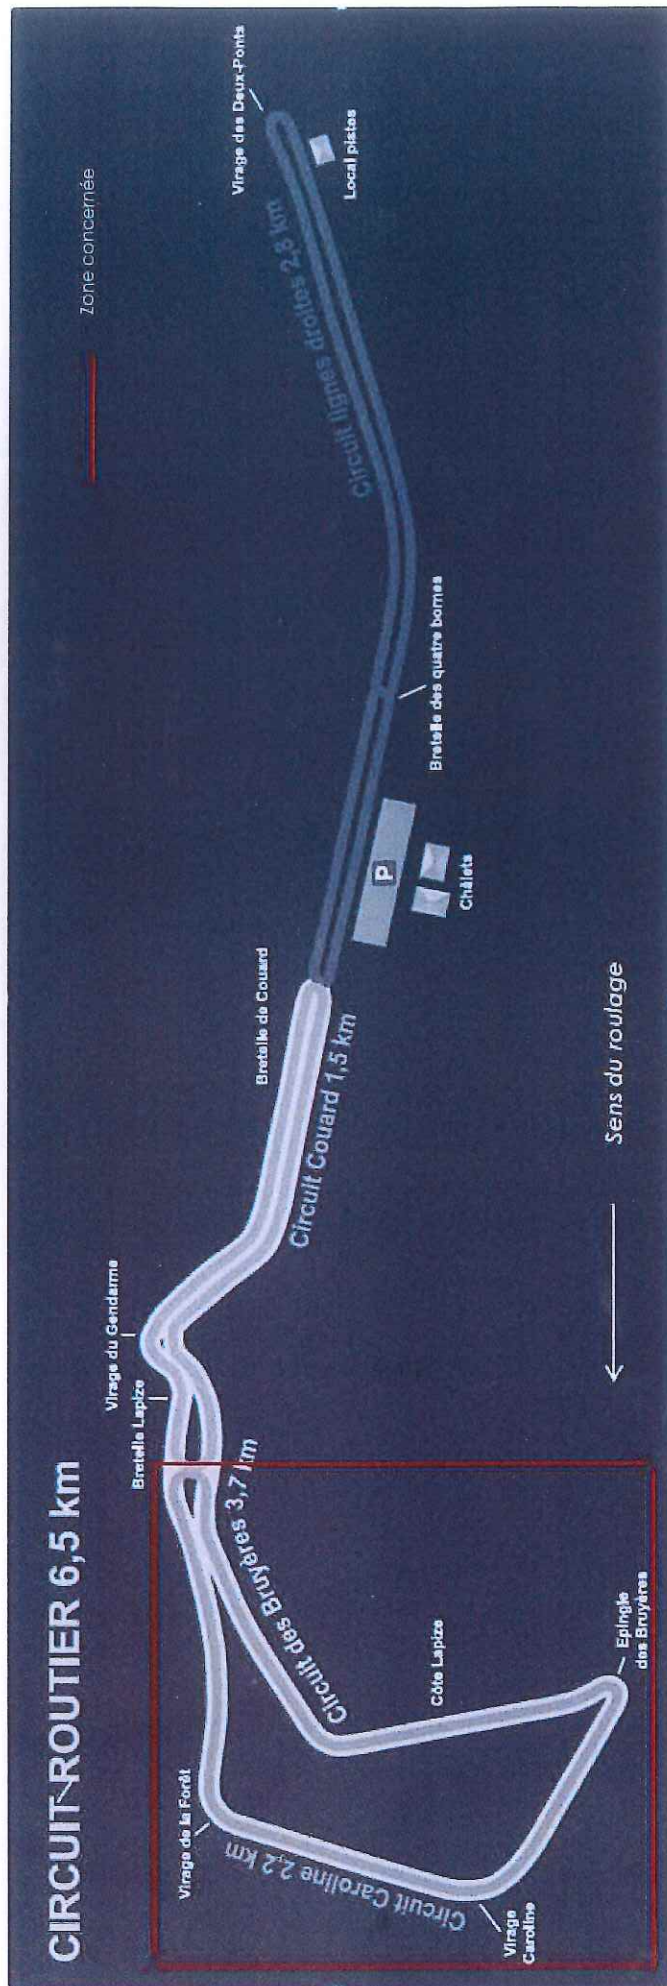 CIRCUIT-ROUTIER 6,5 km
Zone concernée
Virage des Deux-Ponts
Local pistes
Circuit lignes droites 2,8 km
Bretelle des quatre bornes
P
Châlets
Bretelle de Couard
Circuit Couard 1,5 km
Sens du roulage
Virage du Gendarme
Bretelle Lapize
Circuit des Bruyères 3,7 km
Côte Lapize
Epingle
des Bruyères
Virage de la Forêt
Circuit Caroline 2,2 km
Virage
Caroline